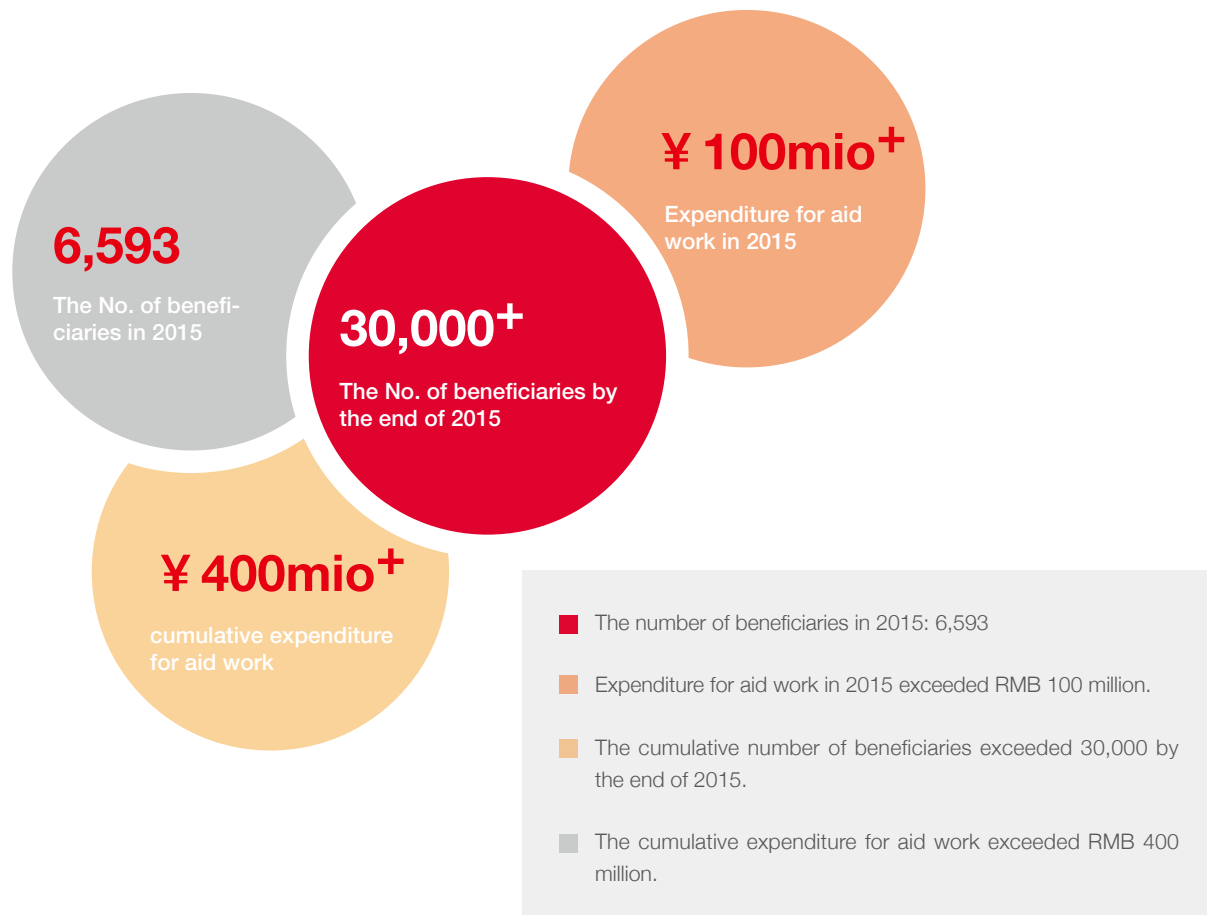 ¥ 100mio+
Expenditure for aid
work in 2015
6,593
The No. of benefi-
ciaries in 2015
30,000+
The No. of beneficiaries by
the end of 2015
¥ 400mio+
cumulative expenditure
for aid work
The number of beneficiaries in 2015: 6,593
Expenditure for aid work in 2015 exceeded RMB 100 million.
The cumulative number of beneficiaries exceeded 30,000 by
the end of 2015.
The cumulative expenditure for aid work exceeded RMB 400
million.